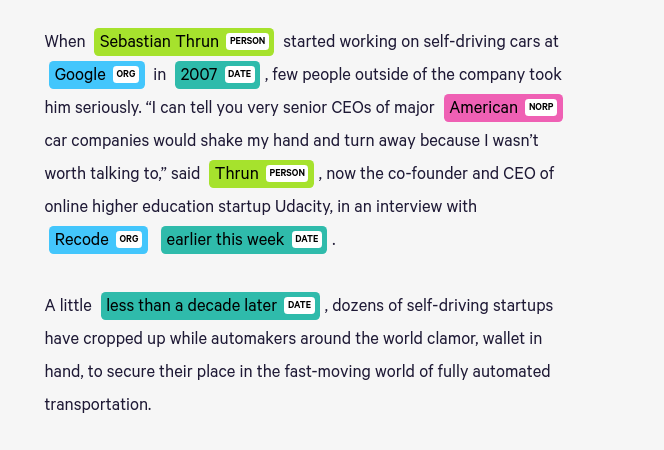 When Sebastian Thrun PERSON started working on self-driving cars at
Google ORG in 2007 DATE , few people outside of the company took
him seriously. “I can tell you very senior CEOs of major American NORP
car companies would shake my hand and turn away because I wasn’t
worth talking to,” said Thrun PERSON , now the co-founder and CEO of
online higher education startup Udacity, in an interview with
Recode ORG earlier this week DATE .
A little less than a decade later DATE , dozens of self-driving startups
have cropped up while automakers around the world clamor, wallet in
hand, to secure their place in the fast-moving world of fully automated
transportation.